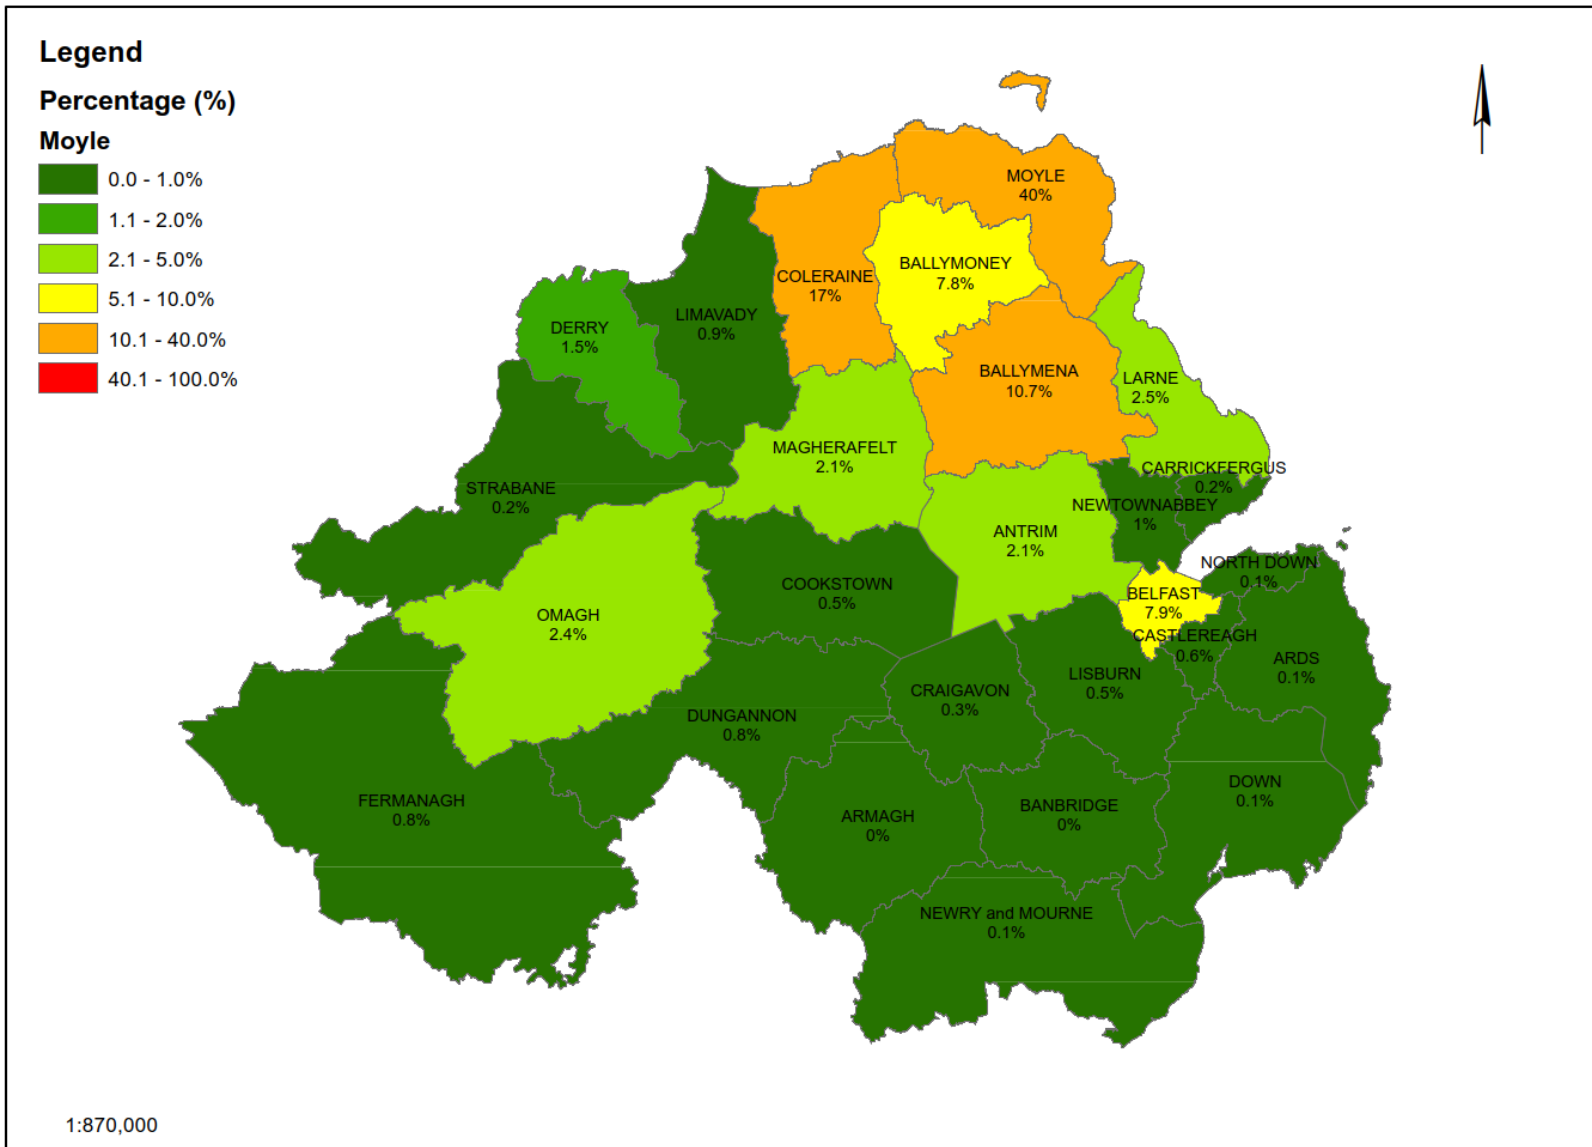 Legend
Percentage (%)
Moyle
0.0 - 1.0%
1.1 - 2.0%
2.1 - 5.0%
5.1 - 10.0%
10.1 - 40.0%
40.1 - 100.0%
MOYLE
40%
COLERAINE
17%
BALLYMONEY
7.8%
LIMAVADY
0.9%
DERRY
1.5%
BALLYMENA
10.7%
LARNE
2.5%
MAGHERAFELT
2.1%
CARRICKFERGUS
0.2%
STRABANE
0.2%
NEWTOWNABBEY
1%
ANTRIM
2.1%
NORTH DOWN
0.1%
COOKSTOWN
0.5%
BELFAST
7.9%
OMAGH
2.4%
CASTLEREAGH
0.6%
ARDS
0.1%
LISBURN
0.5%
CRAIGAVON
0.3%
DUNGANNON
0.8%
DOWN
0.1%
FERMANAGH
0.8%
BANBRIDGE
0%
ARMAGH
0%
NEWRY and MOURNE
0.1%
1:870,000